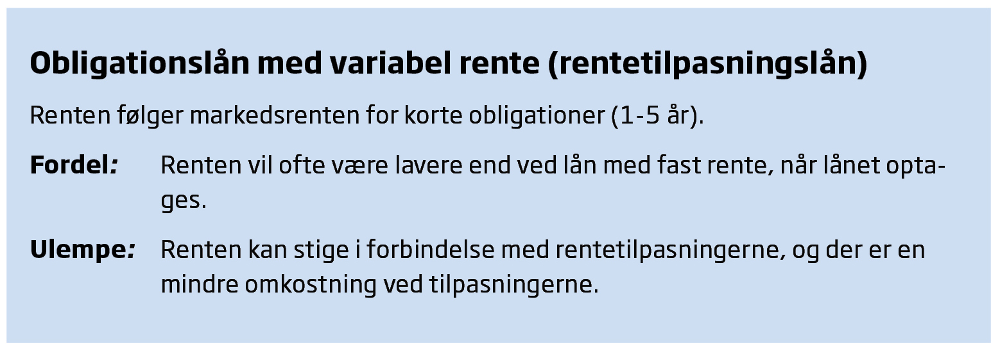 Obligationslån med variabel rente (rentetilpasningslån)
Renten følger markedsrenten for korte obligationer (1-5 år).
Fordel: Renten vil ofte være lavere end ved lån med fast rente, når lånet opta-
ges.
Ulempe: Renten kan stige i forbindelse med rentetilpasningerne, og der er en
mindre omkostning ved tilpasningerne.